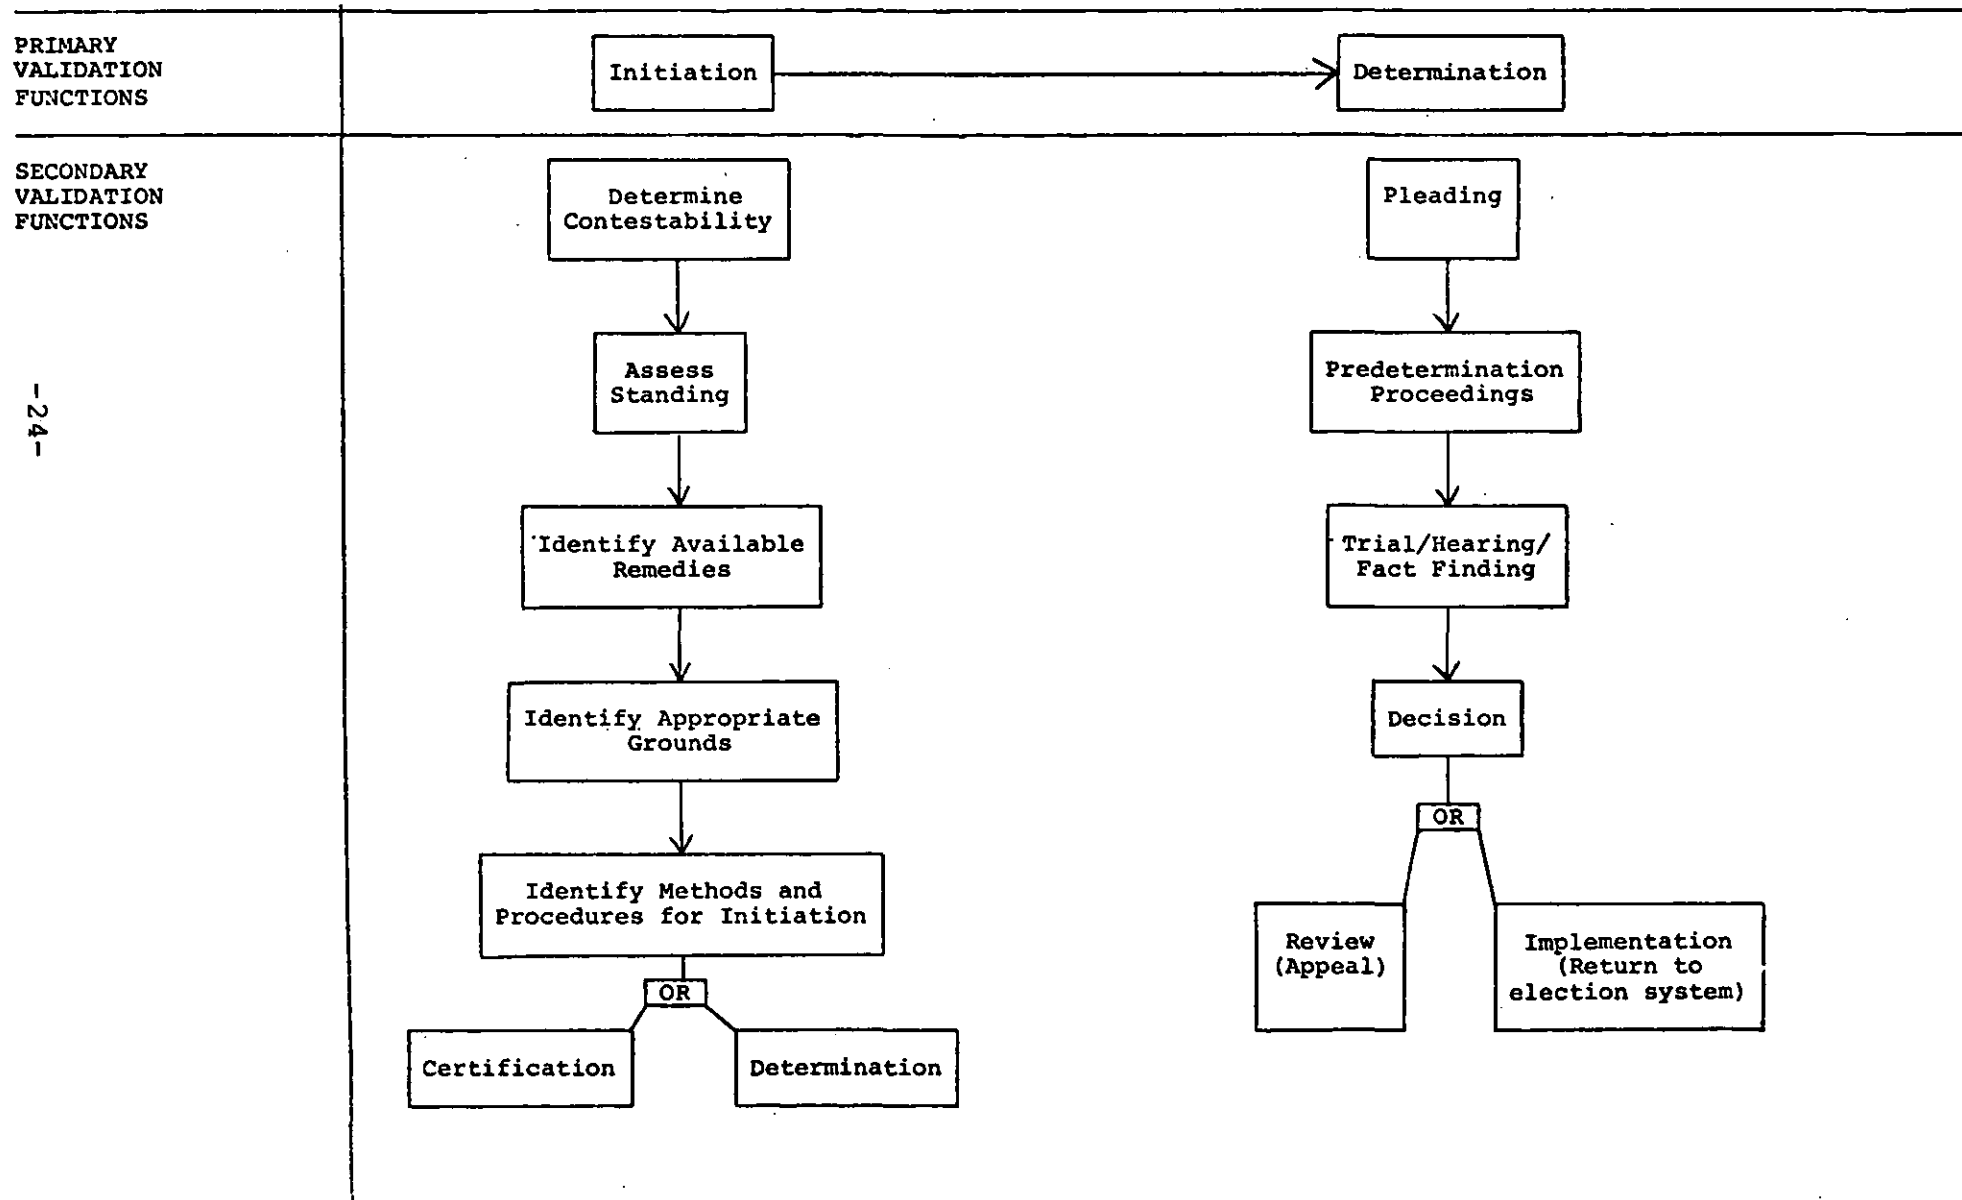 PRIMARY
VALIDATION
FUNCTIONS
Initiation
Determination
SECONDARY
VALIDATION
FUNCTIONS
Determine
Contestability
Assess
Standing
Identify Available
Remedies
Identify Appropriate
Grounds
Identify Methods and
Procedures for Initiation
OR
Certification
Determination
Pleading
Predetermination
Proceedings
Trial/Hearing/
Fact Finding
Decision
OR
Review
(Appeal)
Implementation
(Return to
election system)
-24-